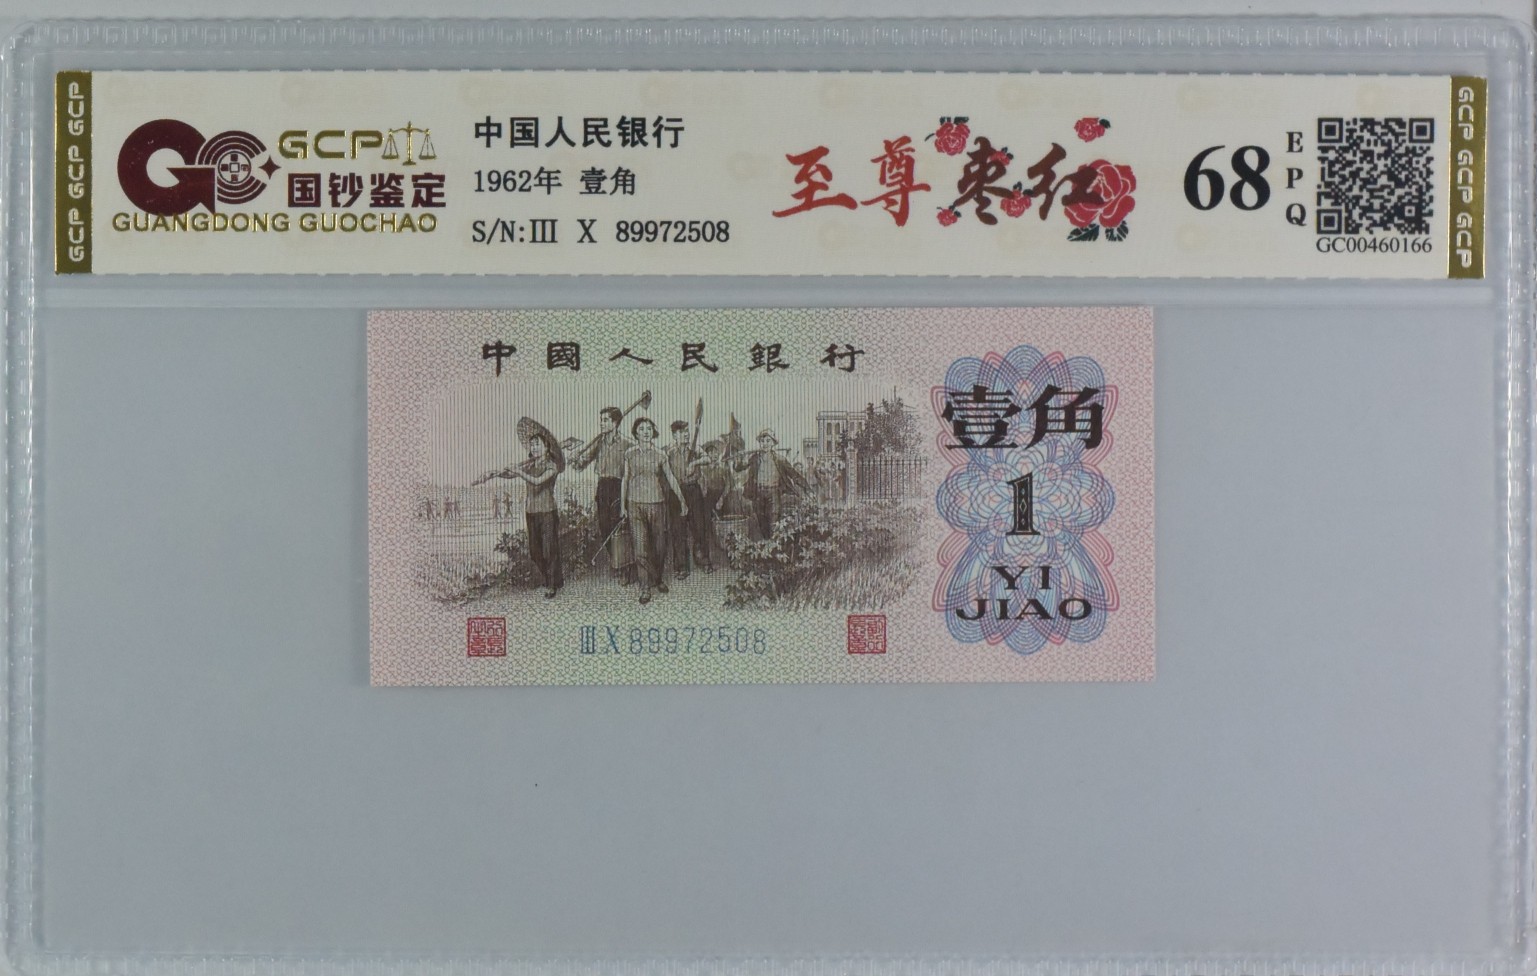 GCP GCP GCP
GCP
国钞鉴定
GUANGDONG GUOCHAO
中国人民银行
1962年 壹角
S/N:III X 89972508
至尊枣红
68
EPQ
GC00460166
GCP GCP GCP
中國人民銀行
壹角
1
YI
JIAO
III X 89972508